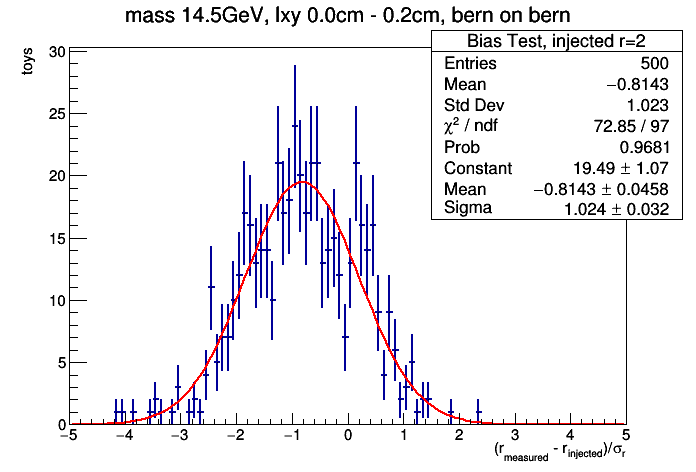 mass 14.5GeV, lxy 0.0cm - 0.2cm, bern on bern
Bias Test, injected r=2
Entries 500
Mean −0.8143
Std Dev 1.023
χ² / ndf 72.85 / 97
Prob 0.9681
Constant 19.49 ± 1.07
Mean −0.8143 ± 0.0458
Sigma 1.024 ± 0.032
toys
30
25
20
15
10
5
0
−5 −4 −3 −2 −1 0 1 2 3 4 5
(r_measured - r_injected)/σ_r